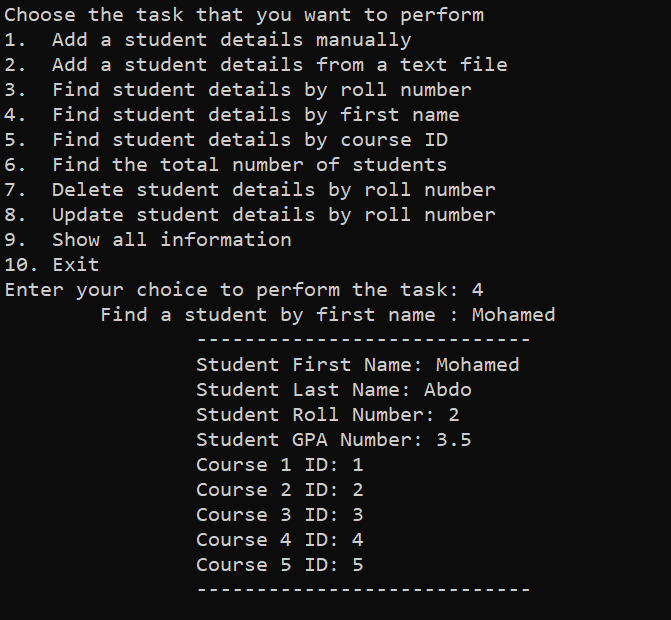 Choose the task that you want to perform
1.  Add a student details manually
2.  Add a student details from a text file
3.  Find student details by roll number
4.  Find student details by first name
5.  Find student details by course ID
6.  Find the total number of students
7.  Delete student details by roll number
8.  Update student details by roll number
9.  Show all information
10. Exit
Enter your choice to perform the task: 4
        Find a student by first name : Mohamed
                ----------------------------
                Student First Name: Mohamed
                Student Last Name: Abdo
                Student Roll Number: 2
                Student GPA Number: 3.5
                Course 1 ID: 1
                Course 2 ID: 2
                Course 3 ID: 3
                Course 4 ID: 4
                Course 5 ID: 5
                ----------------------------